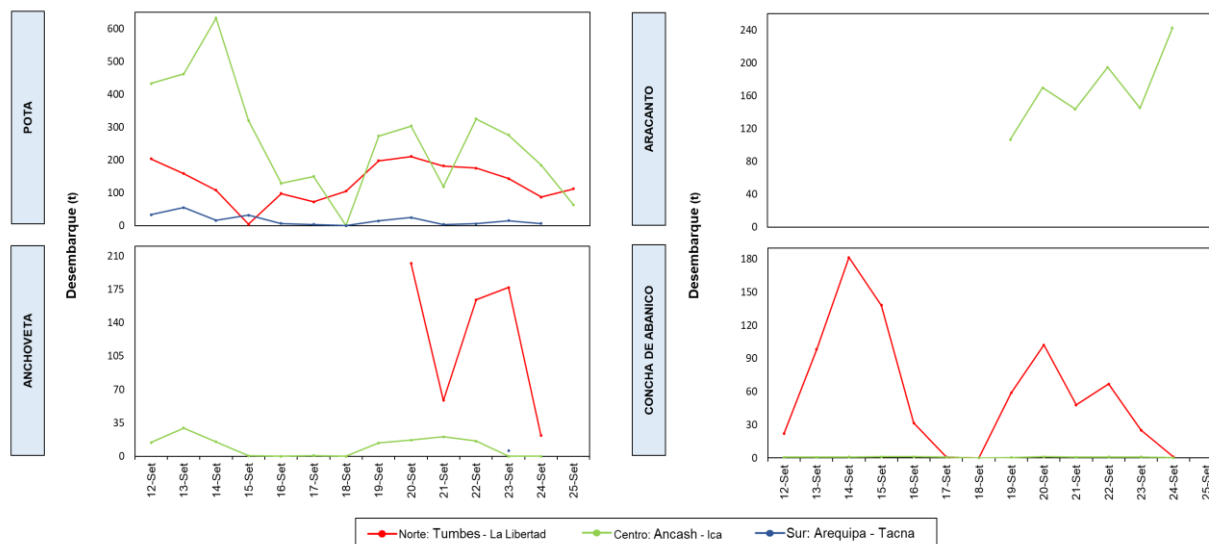 POTA
Desembarque (t)
600
500
400
300
200
100
0
ARACANTO
Desembarque (t)
240
200
160
120
80
40
0
ANCHOVETA
210
175
140
105
70
35
0
12-Set
13-Set
14-Set
15-Set
16-Set
17-Set
18-Set
19-Set
20-Set
21-Set
22-Set
23-Set
24-Set
25-Set
CONCHA DE ABANICO
180
150
120
90
60
30
0
12-Set
13-Set
14-Set
15-Set
16-Set
17-Set
18-Set
19-Set
20-Set
21-Set
22-Set
23-Set
24-Set
25-Set
Norte: Tumbes - La Libertad
Centro: Ancash - Ica
Sur: Arequipa - Tacna